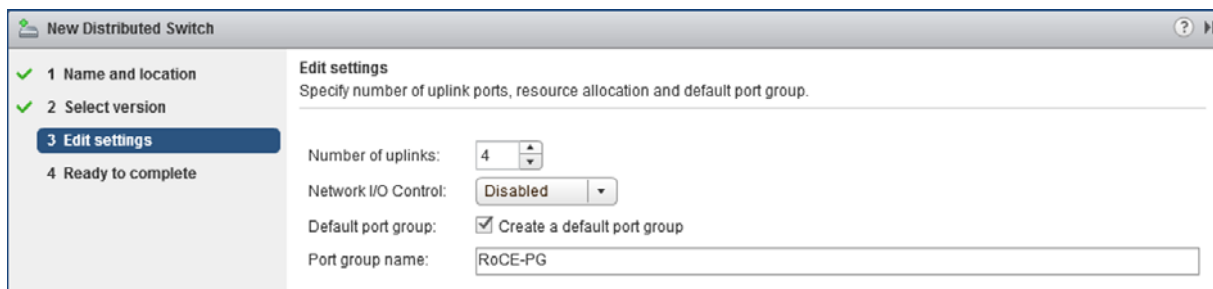 New Distributed Switch
?
1 Name and location
2 Select version
3 Edit settings
4 Ready to complete
Edit settings
Specify number of uplink ports, resource allocation and default port group.
Number of uplinks: 4
Network I/O Control: Disabled
Default port group: Create a default port group
Port group name: RoCE-PG